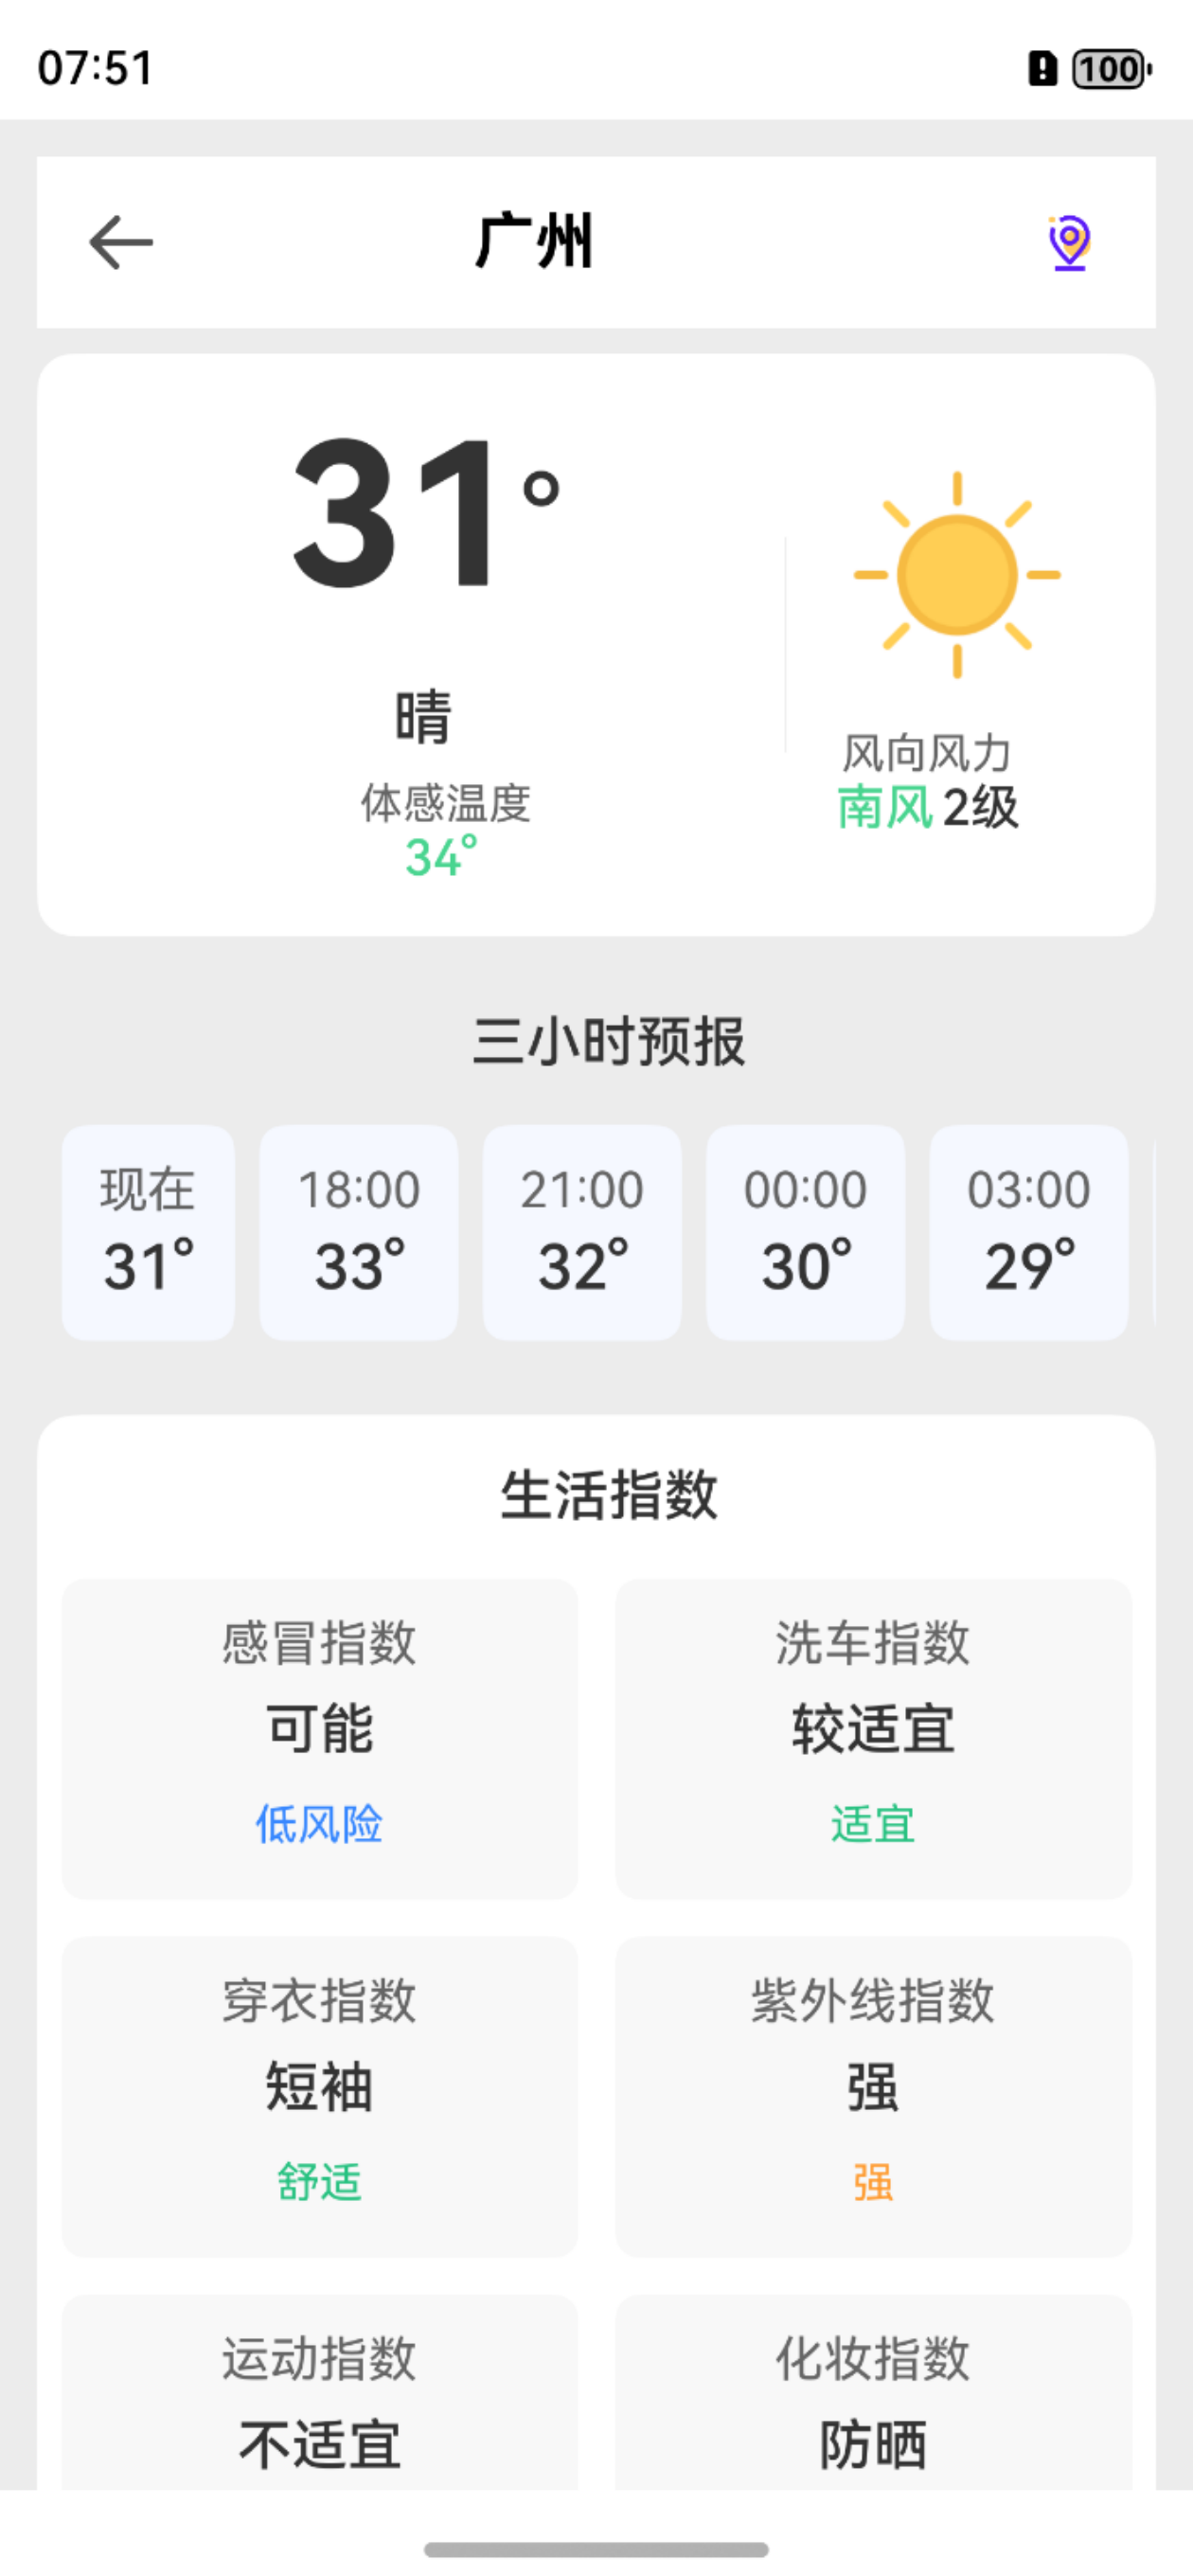 07:51
100
广州
31°
晴
体感温度
34°
风向风力
南风 2级
三小时预报
现在 18:00 21:00 00:00 03:00
31° 33° 32° 30° 29°
生活指数
感冒指数
可能
低风险
洗车指数
较适宜
适宜
穿衣指数
短袖
舒适
紫外线指数
强
强
运动指数
不适宜
化妆指数
防晒